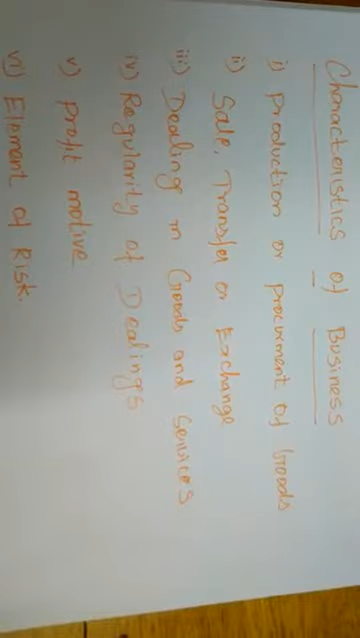 Characteristics of Business
i) Production or procurment of Goods
ii) Sale, Transfer or Exchange
iii) Dealing in Goods and Services.
iv) Regularity of Dealings
v) profit motive
vi) Element of Risk.